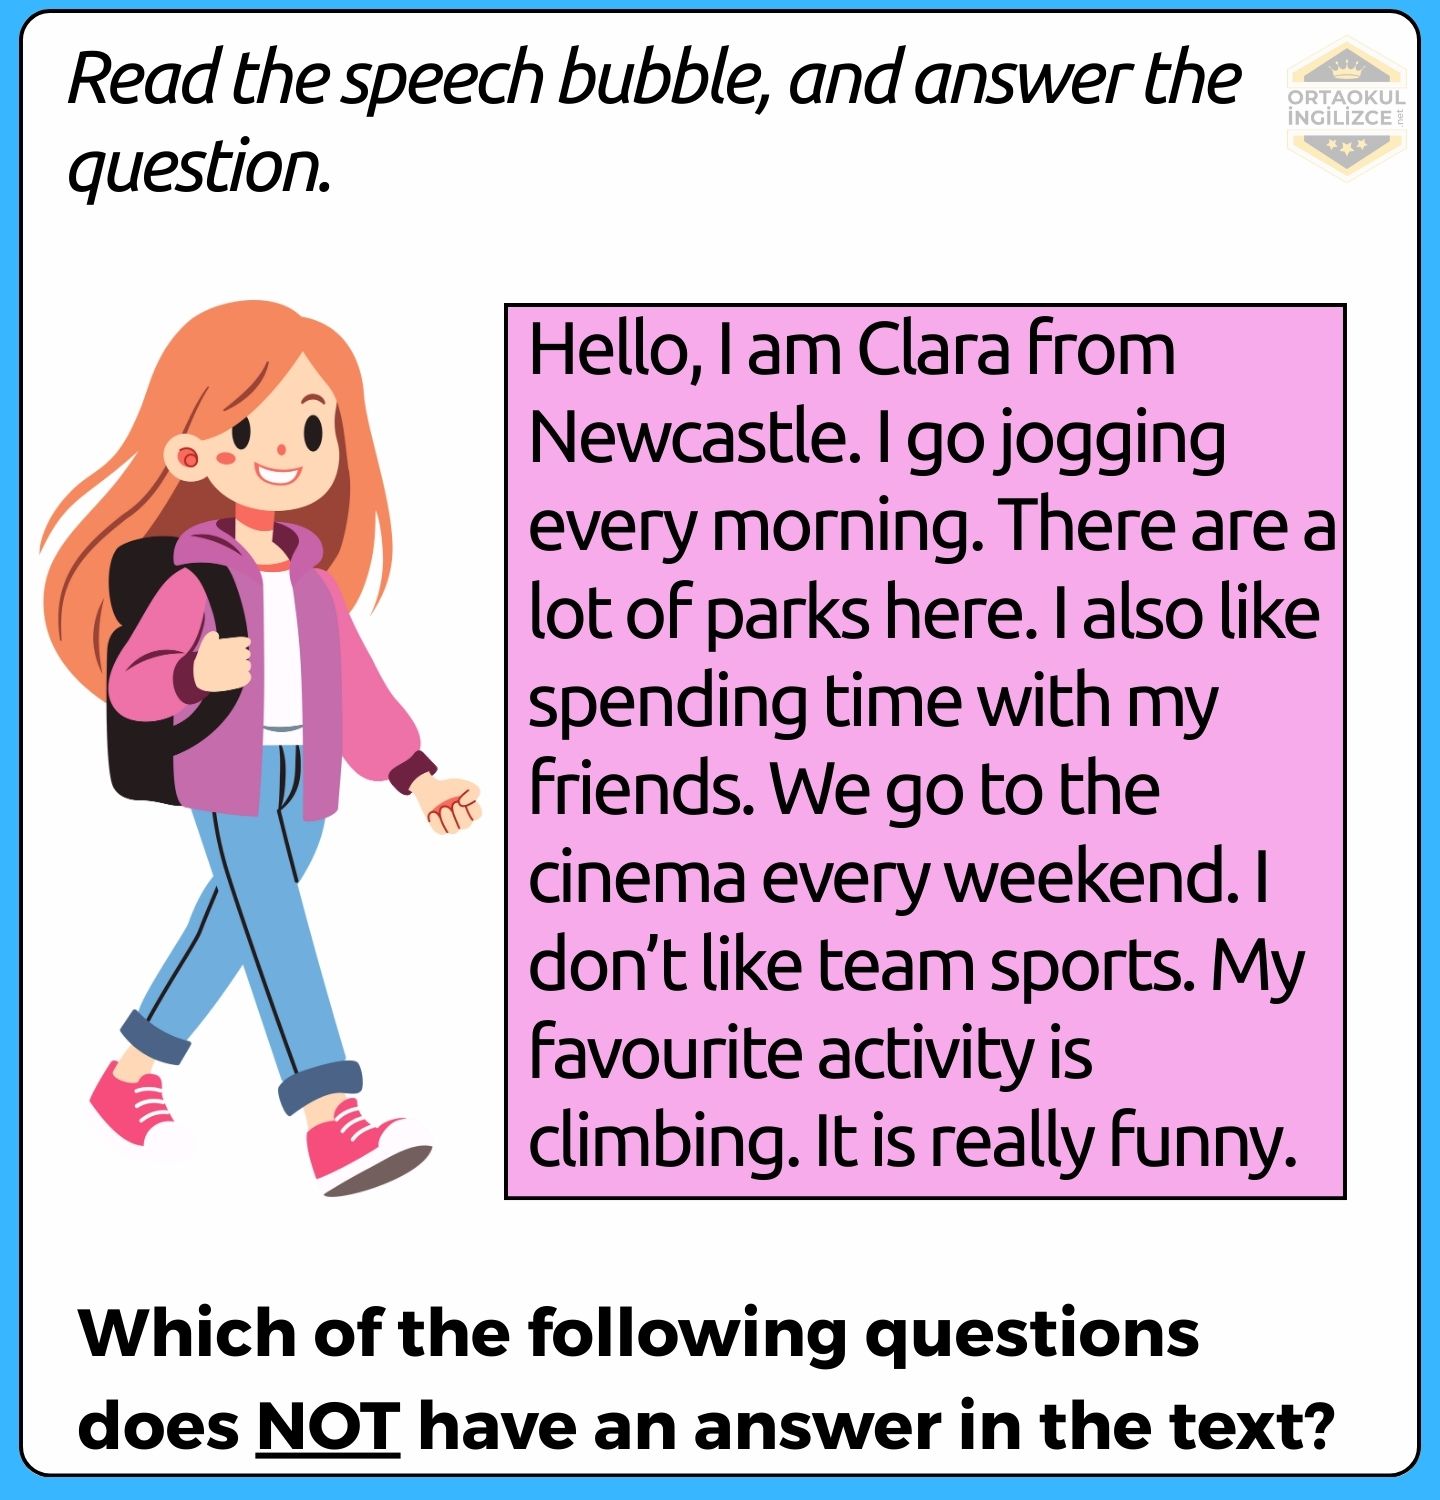 Read the speech bubble, and answer the
question.
ORTAOKUL
İNGİLİZCE
.net
Hello, I am Clara from
Newcastle. I go jogging
every morning. There are a
lot of parks here. I also like
spending time with my
friends. We go to the
cinema every weekend. I
don’t like team sports. My
favourite activity is
climbing. It is really funny.
Which of the following questions
does NOT have an answer in the text?